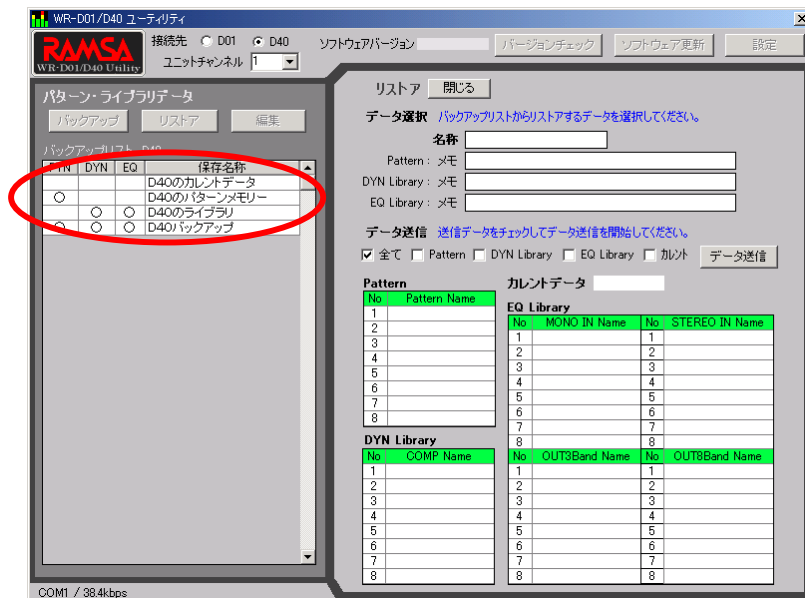 WR-D01/D40 ユーティリティ
RAMSA
WR-D01/D40 Utility
接続先 D01 D40
ユニットチャンネル 1
ソフトウェアバージョン バージョンチェック ソフトウェア更新 設定
パターン・ライブラリデータ
バックアップ リストア 編集
バックアップリスト D40
PTN DYN EQ 保存名称
D40のカレントデータ
○ D40のパターンメモリー
○ ○ D40のライブラリ
○ ○ ○ D40バックアップ
COM1 / 38.4kbps
リストア 閉じる
データ選択 バックアップリストからリストアするデータを選択してください。
名称
Pattern : メモ
DYN Library : メモ
EQ Library : メモ
データ送信 送信データをチェックしてデータ送信を開始してください。
全て Pattern DYN Library EQ Library カレント データ送信
Pattern
No Pattern Name
1
2
3
4
5
6
7
8
カレントデータ
EQ Library
No MONO IN Name No STEREO IN Name
1 1
2 2
3 3
4 4
5 5
6 6
7 7
8 8
DYN Library
No COMP Name
1
2
3
4
5
6
7
8
No OUT3Band Name No OUT8Band Name
1 1
2 2
3 3
4 4
5 5
6 6
7 7
8 8